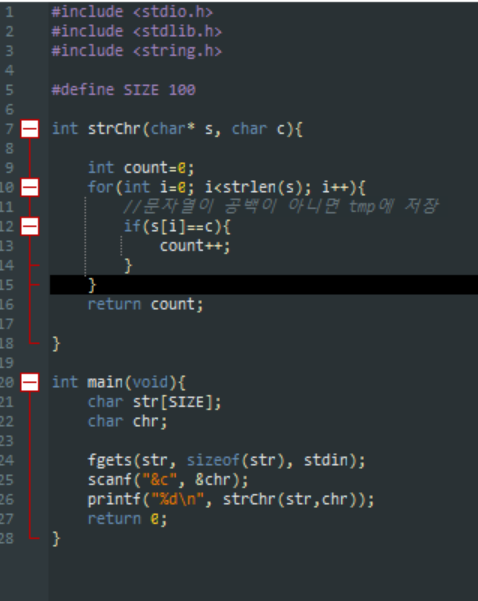 1 #include <stdio.h>
2 #include <stdlib.h>
3 #include <string.h>
4
5 #define SIZE 100
6
7 int strChr(char* s, char c){
8
9 int count=0;
10 for(int i=0; i<strlen(s); i++){
11 //문자열이 공백이 아니면 tmp에 저장
12 if(s[i]==c){
13 count++;
14 }
15 }
16 return count;
17
18 }
19
20 int main(void){
21 char str[SIZE];
22 char chr;
23
24 fgets(str, sizeof(str), stdin);
25 scanf("&c", &chr);
26 printf("%d\n", strChr(str,chr));
27 return 0;
28 }